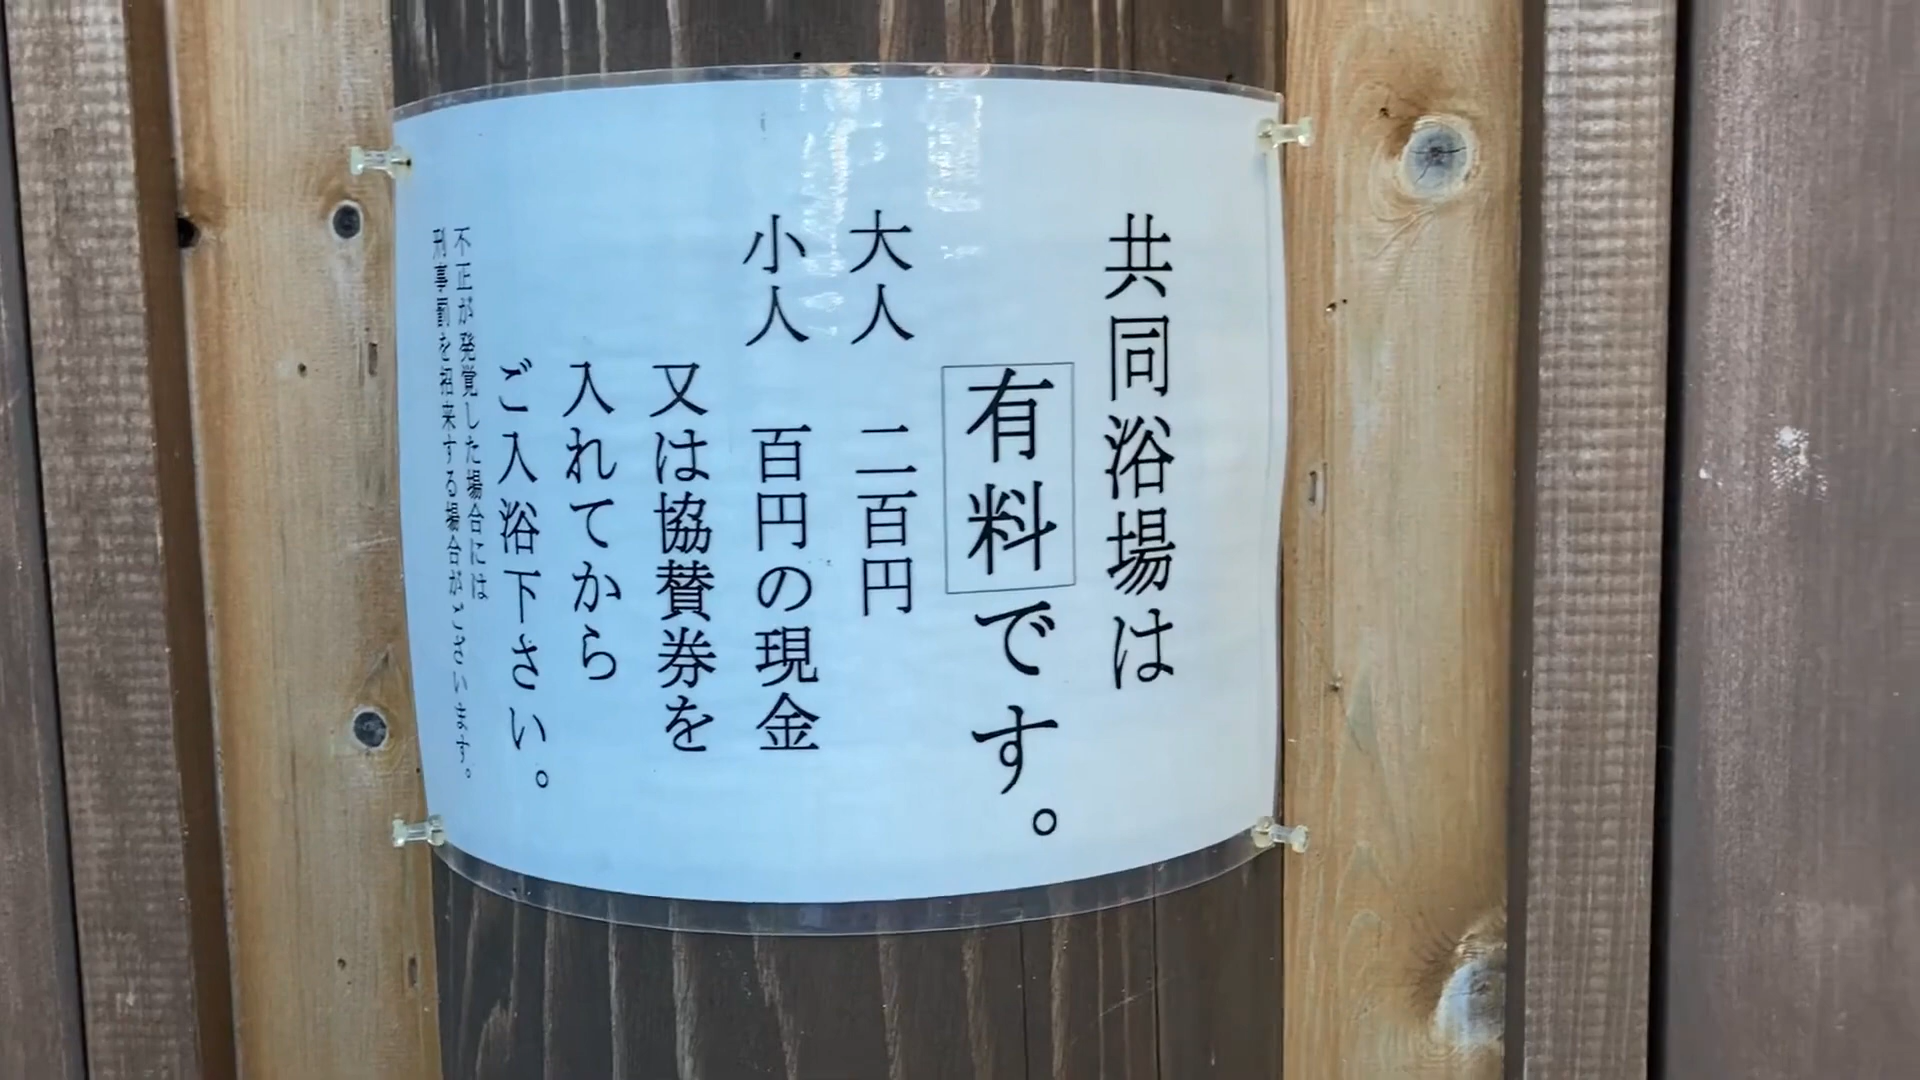 共同浴場は
有料です。
大人 二百円
小人 百円の現金
又は協賛券を
入れてから
ご入浴下さい。
不正が発覚した場合には
刑事罰を招来する場合がございます。